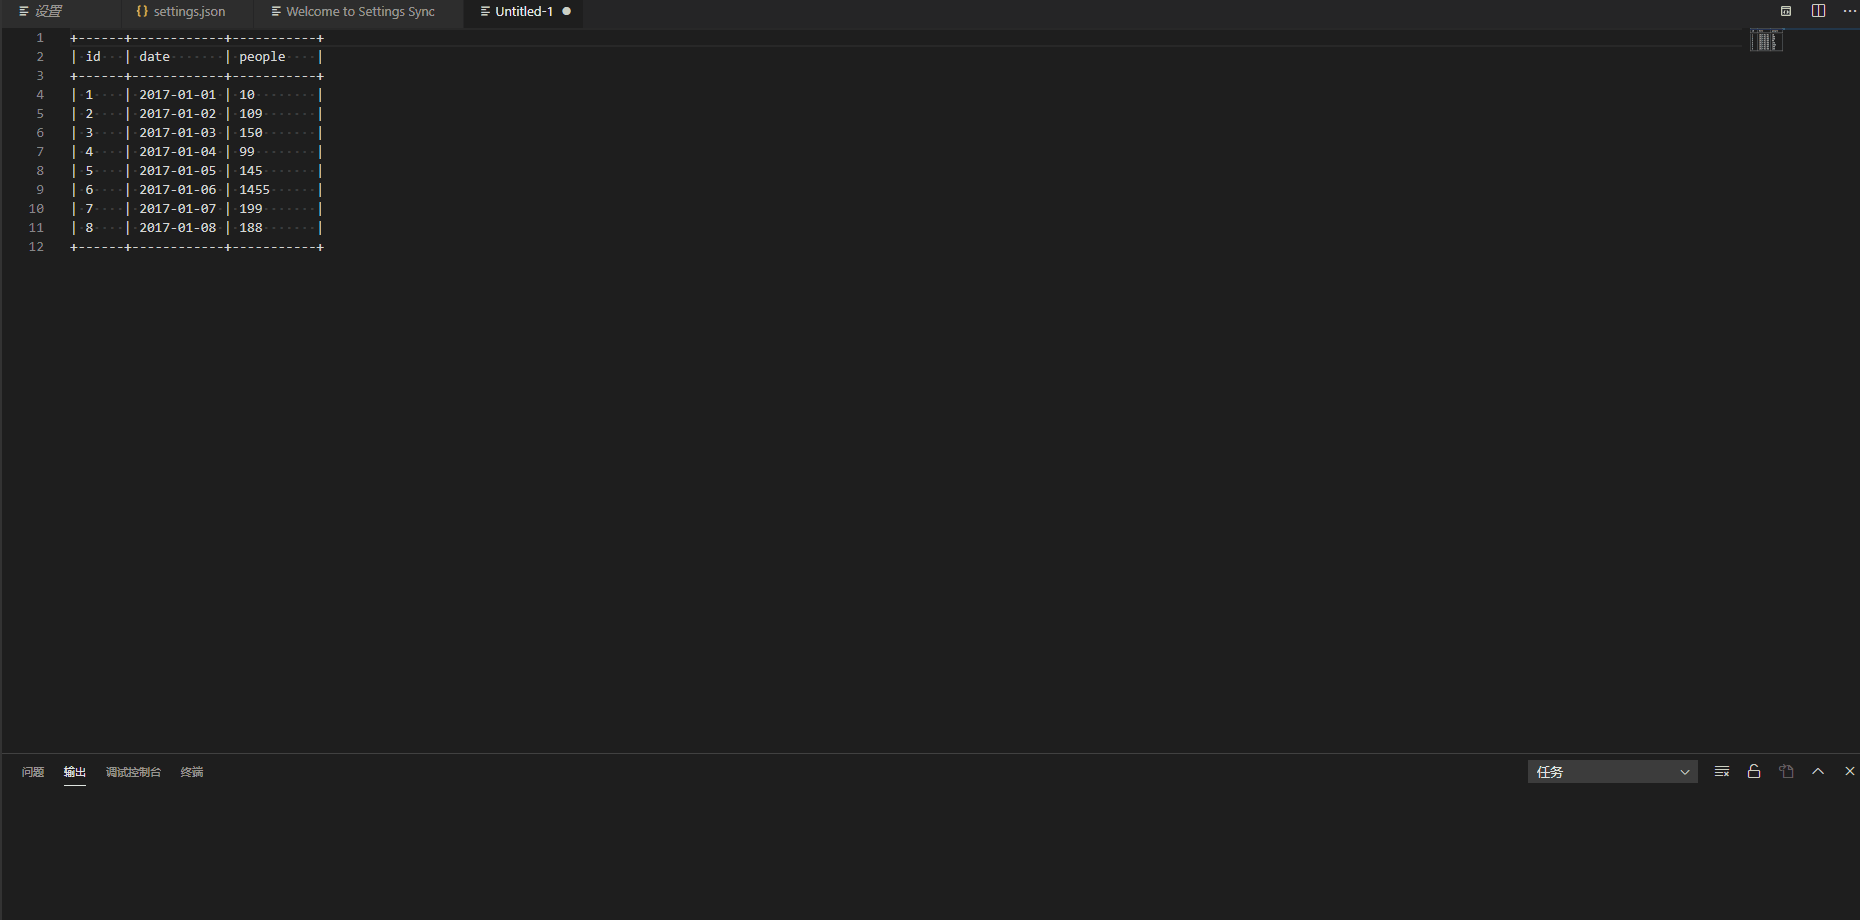 设置 settings.json Welcome to Settings Sync Untitled-1
1 +------+------------+-----------+
2 | id   | date       | people    |
3 +------+------------+-----------+
4 | 1    | 2017-01-01 | 10        |
5 | 2    | 2017-01-02 | 109       |
6 | 3    | 2017-01-03 | 150       |
7 | 4    | 2017-01-04 | 99        |
8 | 5    | 2017-01-05 | 145       |
9 | 6    | 2017-01-06 | 1455      |
10 | 7    | 2017-01-07 | 199       |
11 | 8    | 2017-01-08 | 188       |
12 +------+------------+-----------+
问题 输出 调试控制台 终端 任务